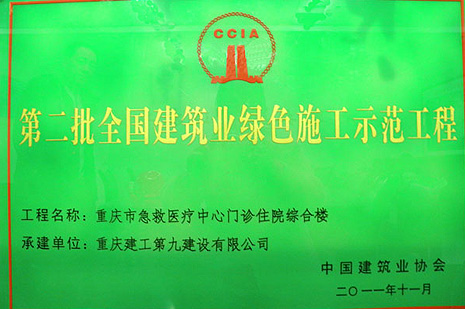 CCIA
第二批全国建筑业绿色施工示范工程
工程名称：重庆市急救医疗中心门诊住院综合楼
承建单位：重庆建工第九建设有限公司
中国建筑业协会
二〇一一年十一月